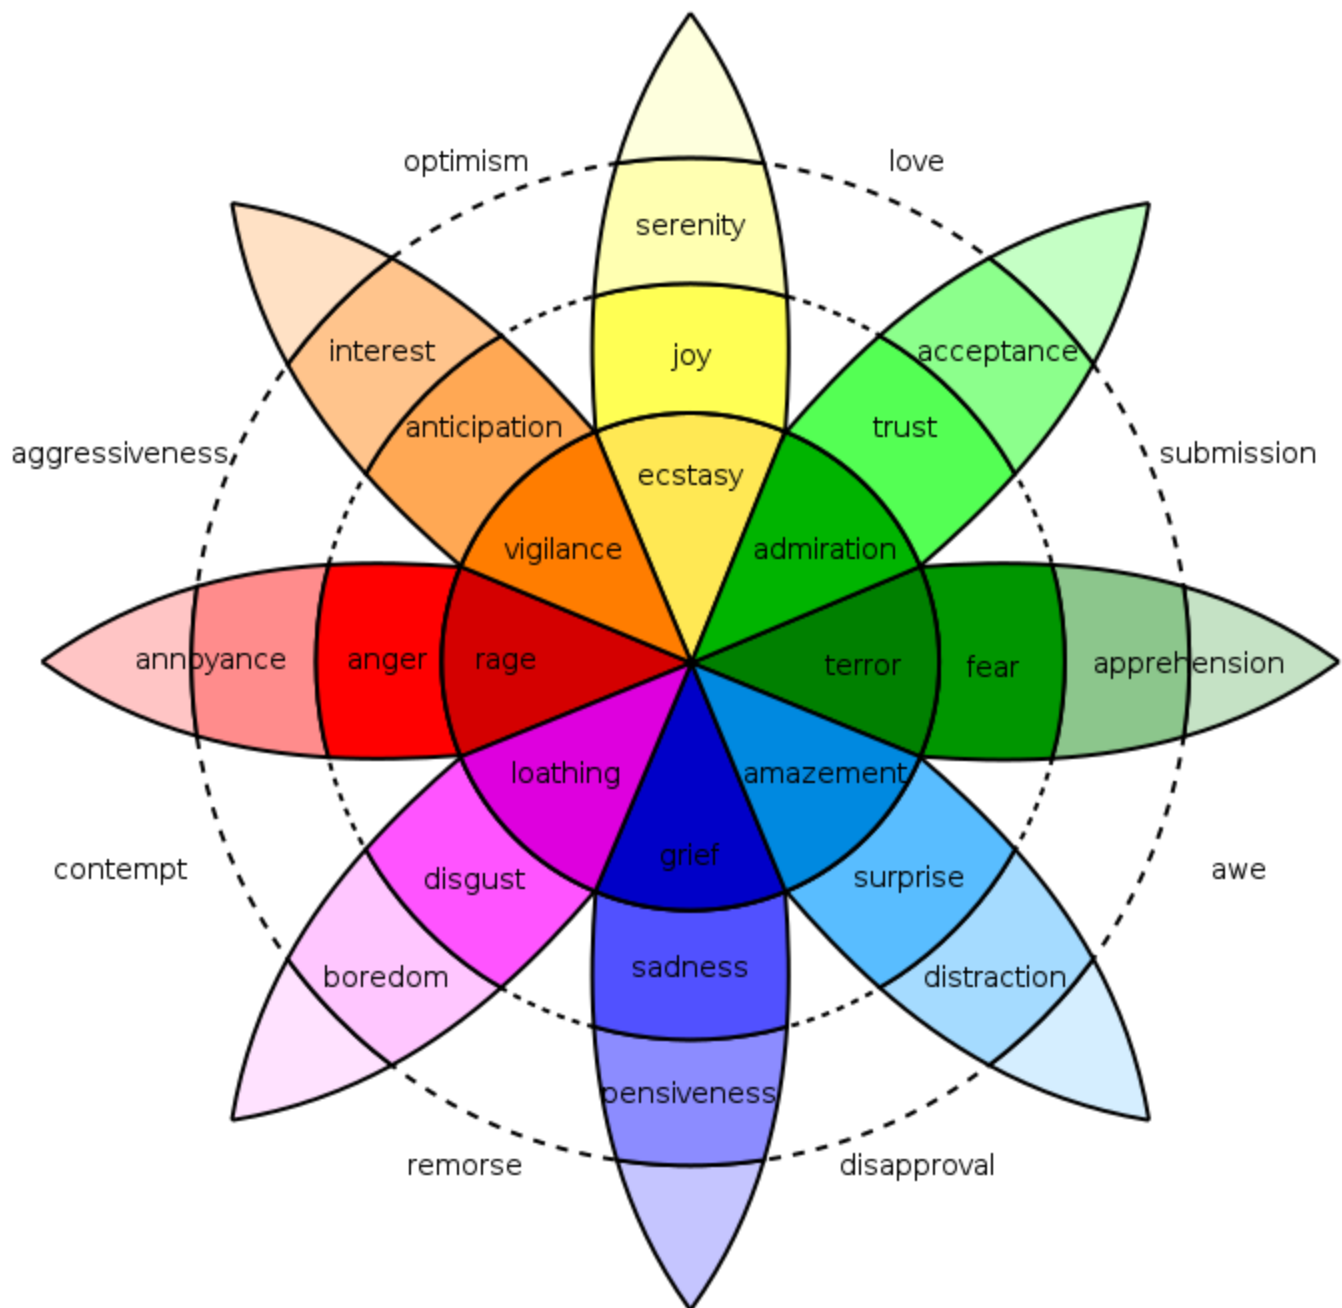 optimism
love
serenity
interest
acceptance
joy
anticipation
trust
aggressiveness
submission
ecstasy
vigilance
admiration
annoyance
anger
rage
terror
fear
apprehension
loathing
amazement
grief
contempt
awe
disgust
surprise
sadness
boredom
distraction
pensiveness
remorse
disapproval